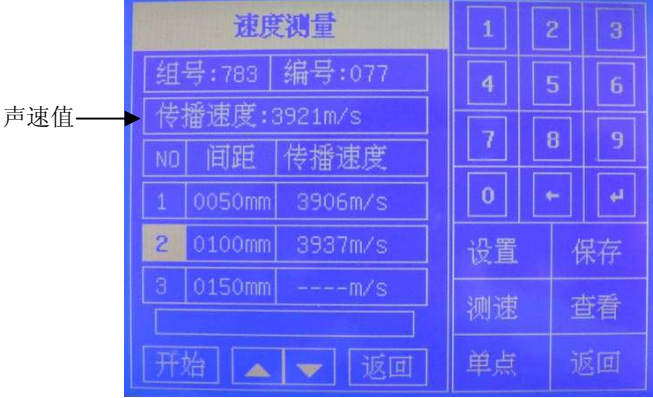 速度测量
组号:783 编号:077
声速值
传播速度:3921m/s
NO 间距 传播速度
1 0050mm 3906m/s
2 0100mm 3937m/s
3 0150mm ----m/s
开始 返回
1 2 3
4 5 6
7 8 9
0 ← ↵
设置 保存
测速 查看
单点 返回